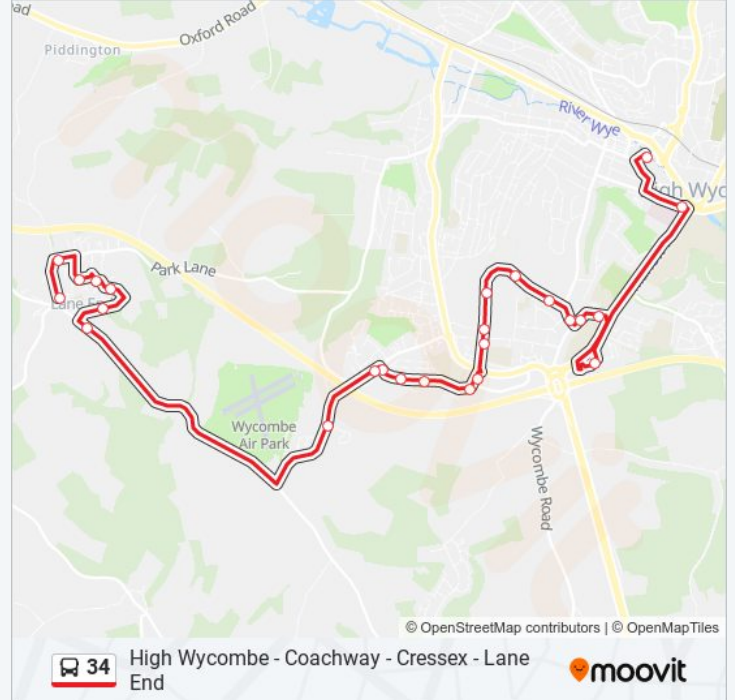 ad
Oxford Road
Piddington
River Wye
igh Wyc
Park Lane
Lane E
Wycombe
Air Park
Wycombe Road
© OpenStreetMap contributors | © OpenMapTiles
34
High Wycombe - Coachway - Cressex - Lane
End
moovit